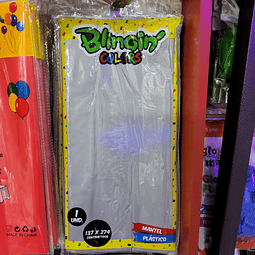 Blingin'
COLORS
1
UND.
137 X 274
CENTIMETROS
MANTEL
PLÁSTICO
MADE IN CHINA